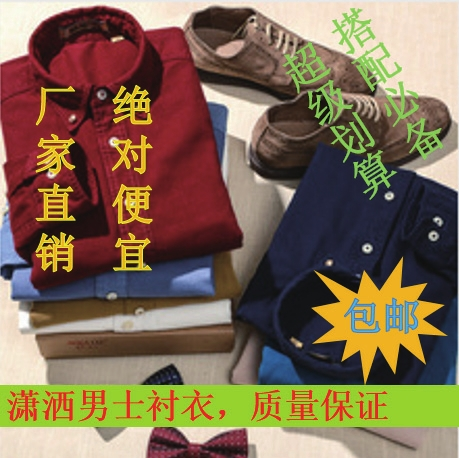 厂家直销
绝对便宜
超级划算
搭配必备
包邮
潇洒男士衬衣，质量保证